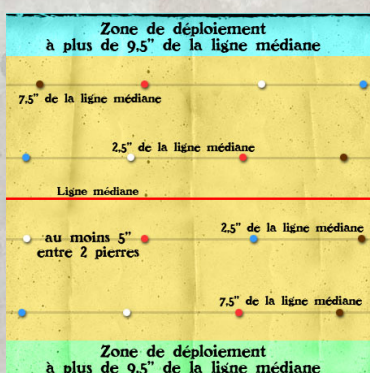 Zone de déploiement
à plus de 9,5" de la ligne médiane
7,5" de la ligne médiane
2,5" de la ligne médiane
Ligne médiane
2,5" de la ligne médiane
au moins 5"
entre 2 pierres
7,5" de la ligne médiane
Zone de déploiement
à plus de 9,5" de la ligne médiane